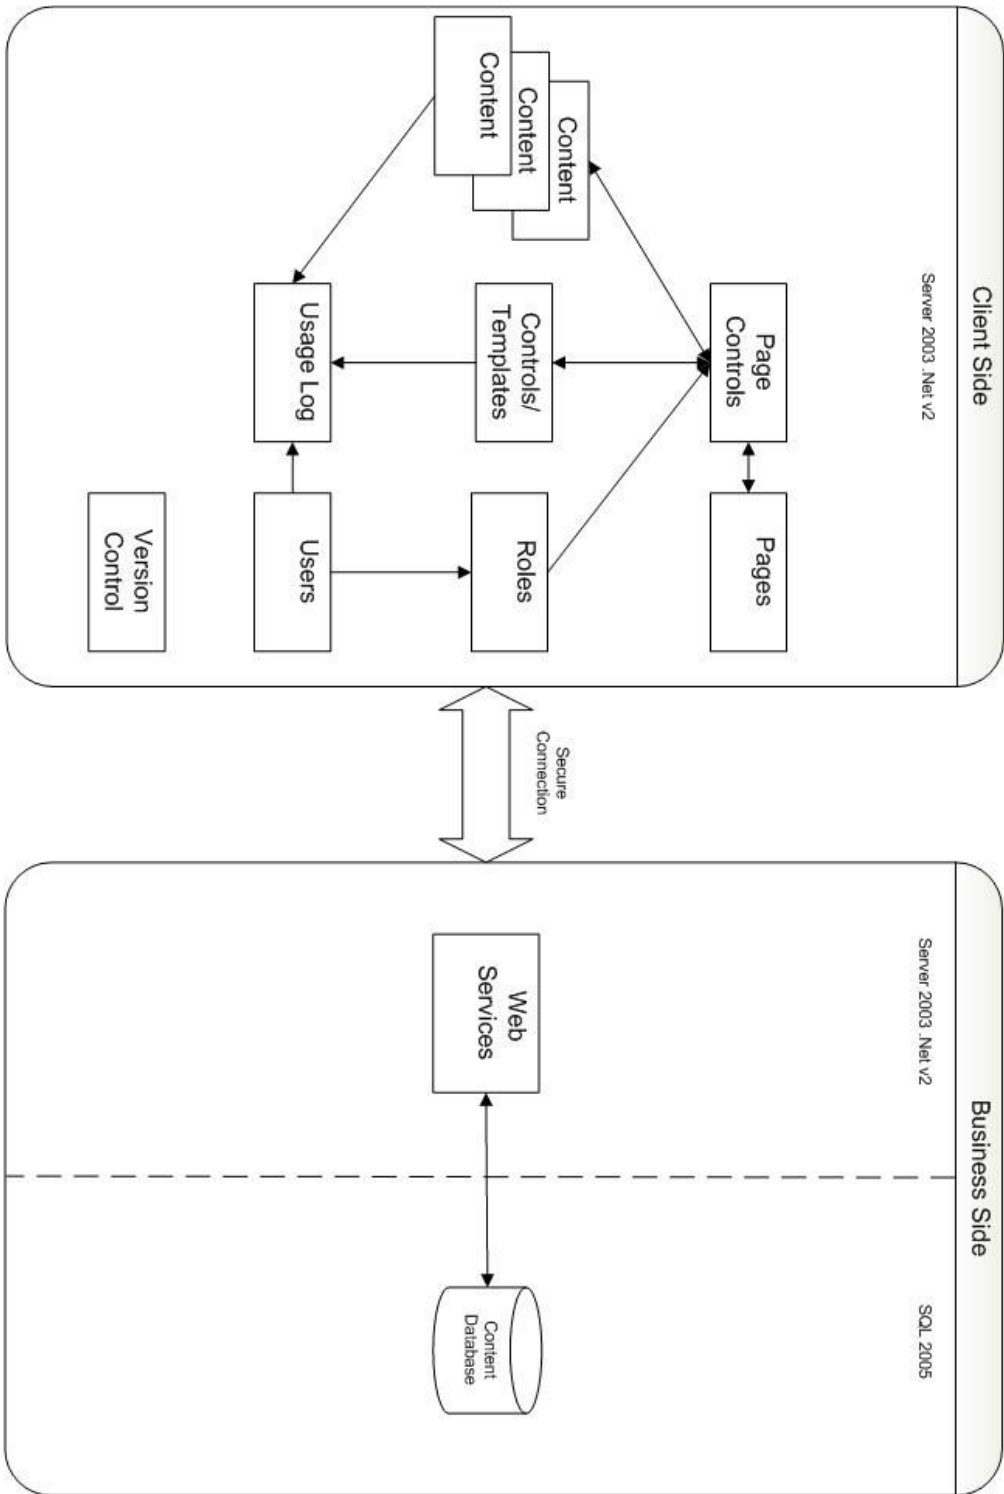 Client Side
Server 2003 .Net v2
Page
Controls
Pages
Content
Content
Content
Controls/
Templates
Roles
Usage Log
Users
Version
Control
Secure
Connection
Business Side
Server 2003 .Net v2
SQL 2005
Web
Services
Content
Database